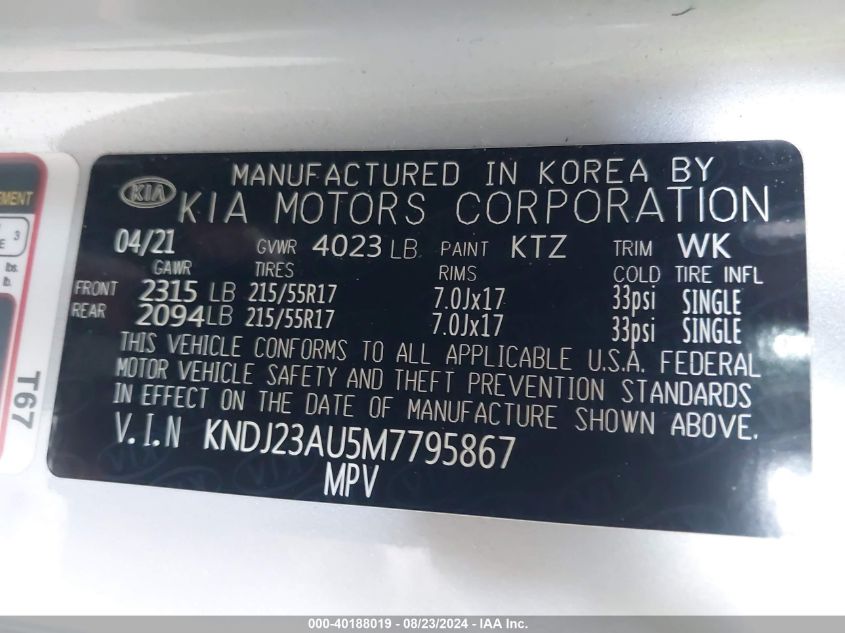 MANUFACTURED IN KOREA BY
KIA KIA MOTORS CORPORATION
04/21 GVWR 4023 LB PAINT KTZ TRIM WK
GAWR TIRES RIMS COLD TIRE INFL
FRONT 2315 LB 215/55R17 7.0Jx17 33psi SINGLE
REAR 2094 LB 215/55R17 7.0Jx17 33psi SINGLE
THIS VEHICLE CONFORMS TO ALL APPLICABLE U.S.A. FEDERAL
MOTOR VEHICLE SAFETY AND THEFT PREVENTION STANDARDS
IN EFFECT ON THE DATE OF MANUFACTURE SHOWN ABOVE.
V.I.N KNDJ23AU5M7795867
MPV
3
lbs.
lb.
T67
000-40188019 - 08/23/2024 - IAA Inc.